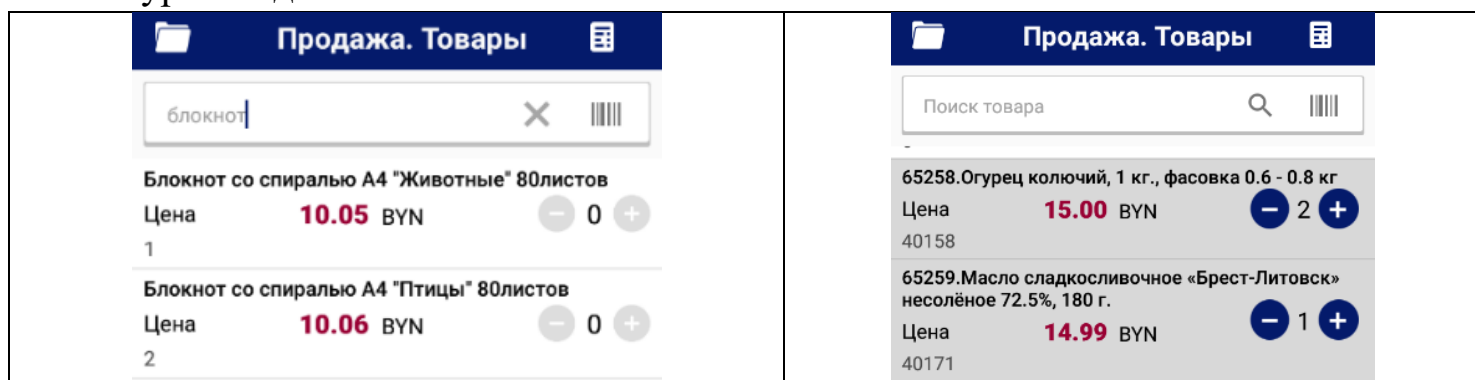 Продажа. Товары
блокнот
Блокнот со спиралью А4 "Животные" 80листов
Цена 10.05 BYN 0
1
Блокнот со спиралью А4 "Птицы" 80листов
Цена 10.06 BYN 0
2
Продажа. Товары
Поиск товара
65258.Огурец колючий, 1 кг., фасовка 0.6 - 0.8 кг
Цена 15.00 BYN 2
40158
65259.Масло сладкосливочное «Брест-Литовск»
несолёное 72.5%, 180 г.
Цена 14.99 BYN 1
40171